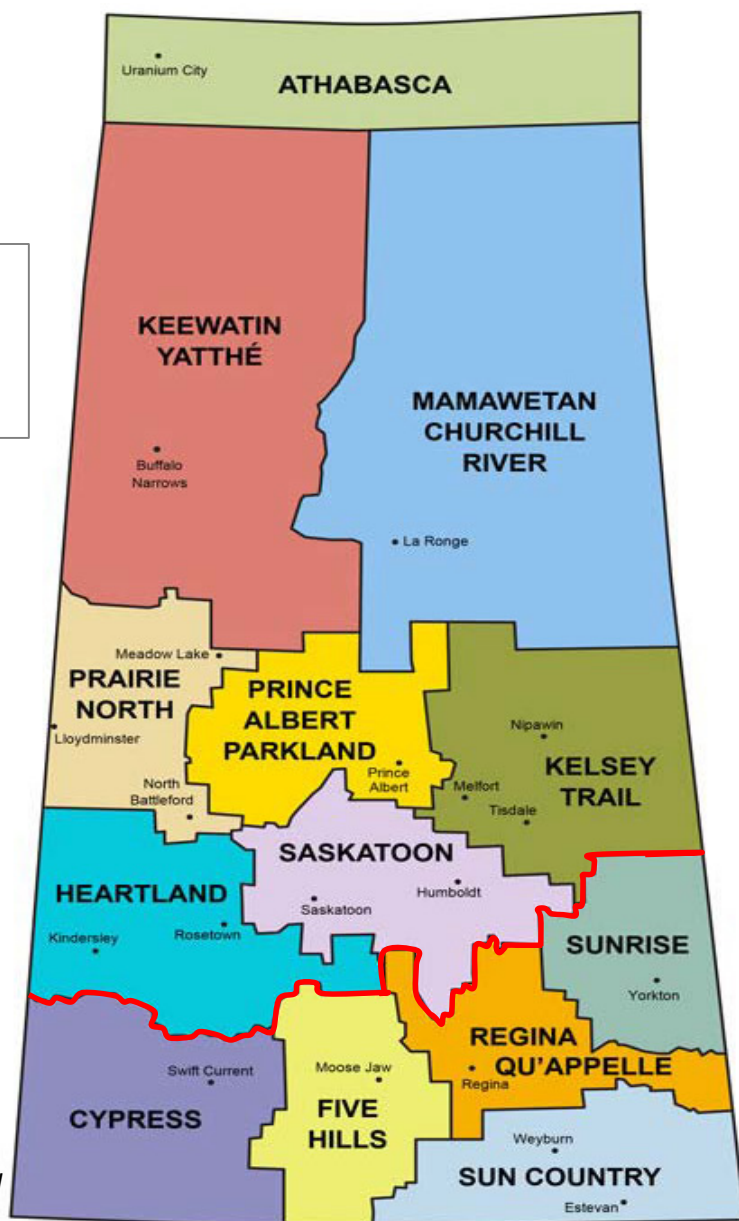 Uranium City
ATHABASCA
KEEWATIN
YATTHÉ
MAMAWETAN
CHURCHILL
RIVER
Buffalo
Narrows
La Ronge
Meadow Lake
PRAIRIE
NORTH
Lloydminster
North
Battleford
PRINCE
ALBERT
PARKLAND
Prince
Albert
Nipawin
KELSEY
TRAIL
Melfort
Tisdale
SASKATOON
Humboldt
Saskatoon
HEARTLAND
Rosetown
Kindersley
SUNRISE
Yorkton
REGINA
QU'APPELLE
Regina
Swift Current
CYPRESS
Moose Jaw
FIVE
HILLS
Weyburn
SUN COUNTRY
Estevan